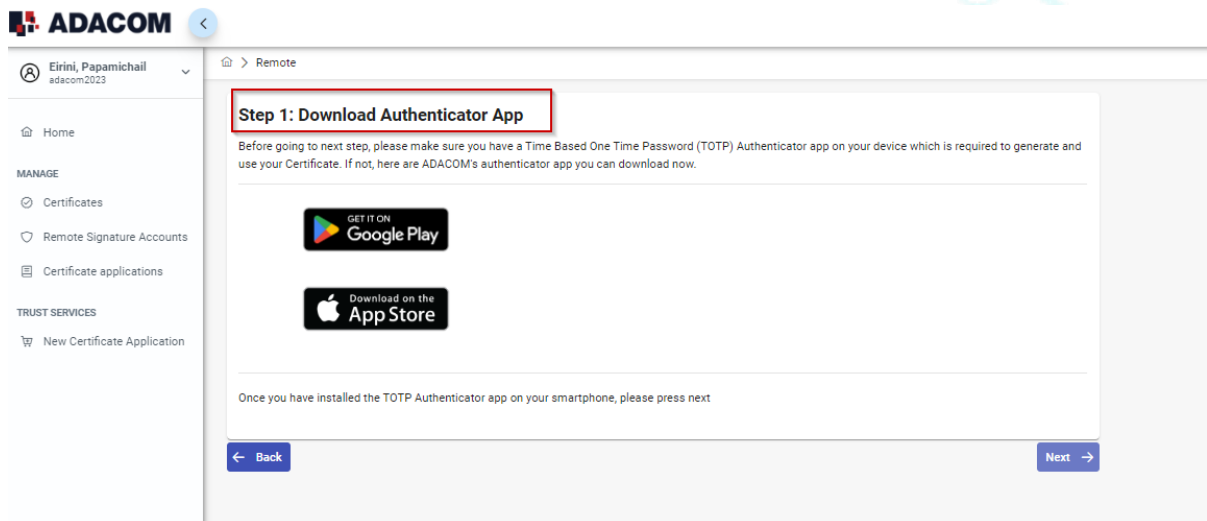 ADACOM
Eirini, Papamichail
adacom2023
Home
MANAGE
Certificates
Remote Signature Accounts
Certificate applications
TRUST SERVICES
New Certificate Application
> Remote
Step 1: Download Authenticator App
Before going to next step, please make sure you have a Time Based One Time Password (TOTP) Authenticator app on your device which is required to generate and
use your Certificate. If not, here are ADACOM's authenticator app you can download now.
GET IT ON
Google Play
Download on the
App Store
Once you have installed the TOTP Authenticator app on your smartphone, please press next
← Back
Next →